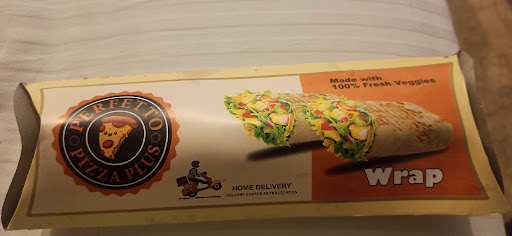 PERFETTO
PIZZA PLUS
Made with
100% Fresh Veggies
Wrap
HOME DELIVERY